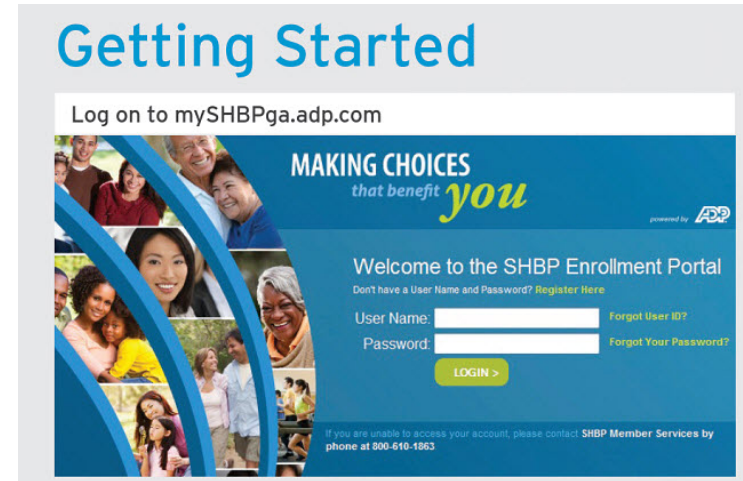 Getting Started
Log on to mySHBPga.adp.com
MAKING CHOICES
that benefit you
powered by ADP
Welcome to the SHBP Enrollment Portal
Don't have a User Name and Password? Register Here
User Name: Forgot User ID?
Password: Forgot Your Password?
LOGIN >
If you are unable to access your account, please contact SHBP Member Services by
phone at 800-610-1863